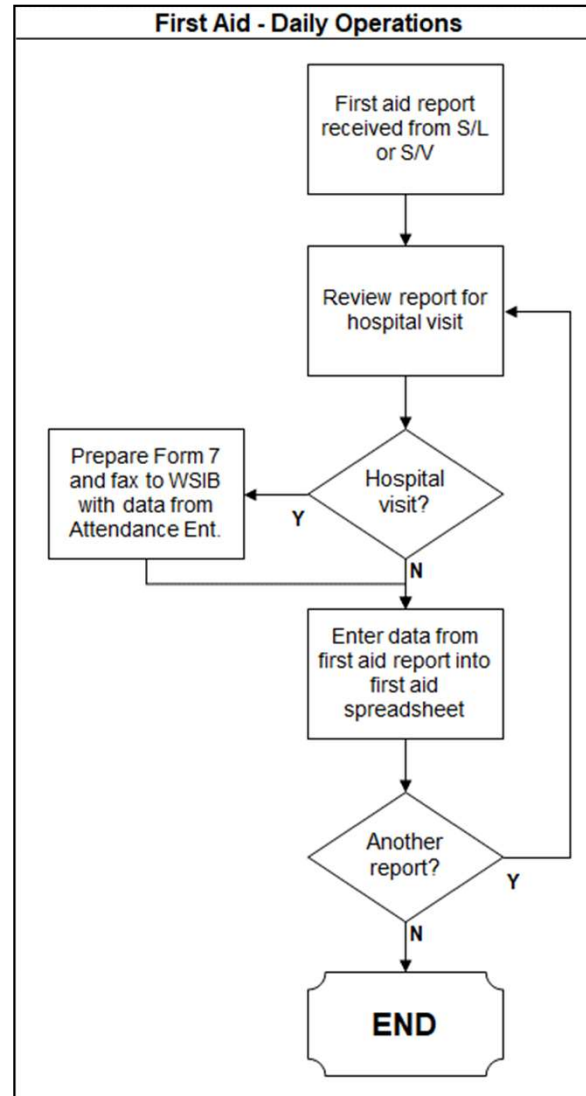 First Aid - Daily Operations
First aid report
received from S/L
or S/V
Review report for
hospital visit
Hospital
visit?
Y
N
Prepare Form 7
and fax to WSIB
with data from
Attendance Ent.
Enter data from
first aid report into
first aid
spreadsheet
Another
report?
Y
N
END